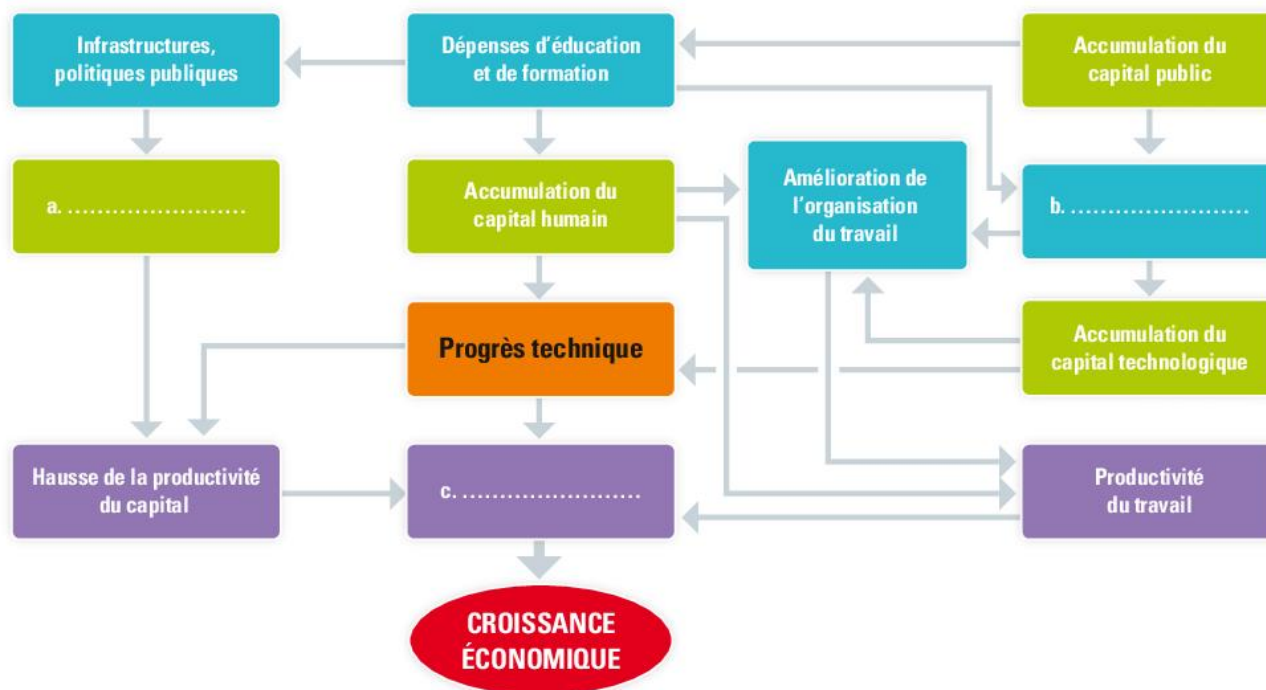 Infrastructures,
politiques publiques
Dépenses d'éducation
et de formation
Accumulation du
capital public
a. ..........................
Accumulation du
capital humain
Amélioration de
l'organisation
du travail
b. ..........................
Progrès technique
Accumulation du
capital technologique
Hausse de la productivité
du capital
c. ..........................
Productivité
du travail
CROISSANCE
ÉCONOMIQUE